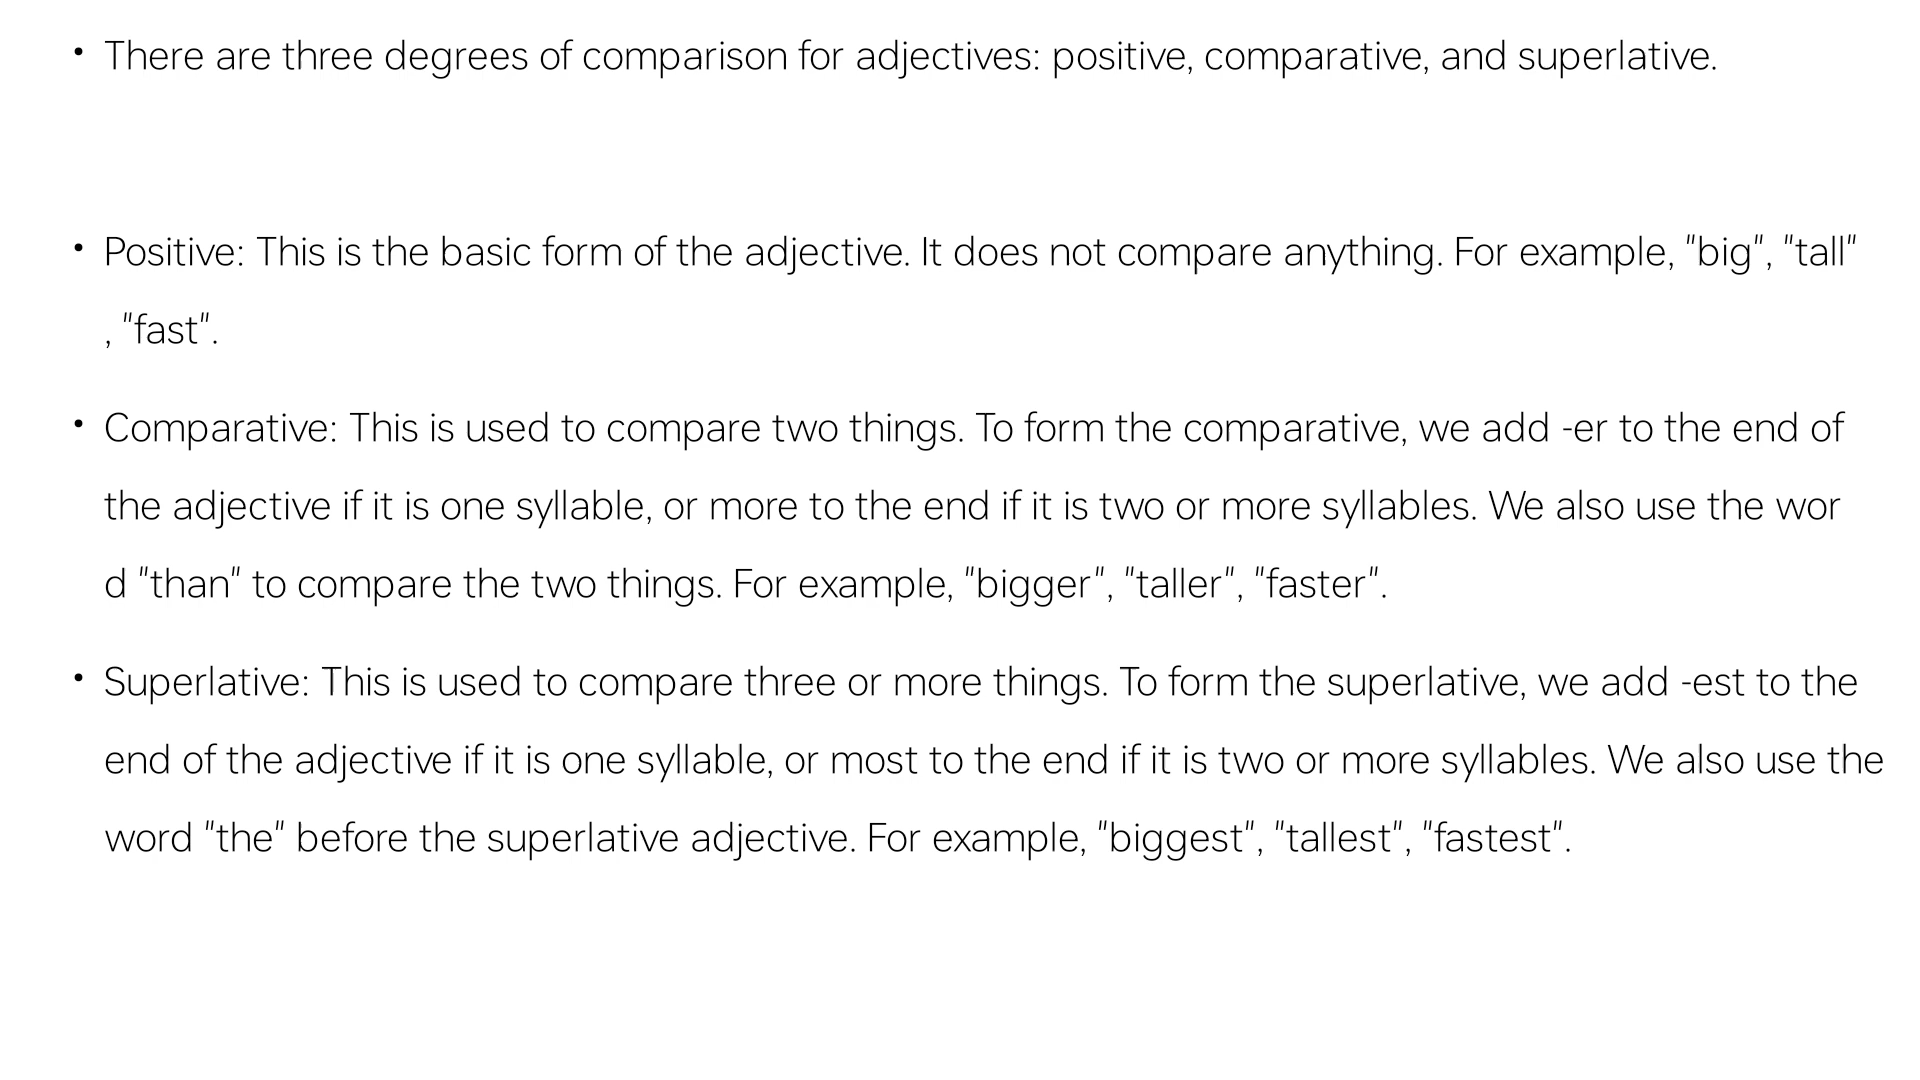 • There are three degrees of comparison for adjectives: positive, comparative, and superlative.
• Positive: This is the basic form of the adjective. It does not compare anything. For example, "big", "tall"
, "fast".
• Comparative: This is used to compare two things. To form the comparative, we add -er to the end of
the adjective if it is one syllable, or more to the end if it is two or more syllables. We also use the wor
d "than" to compare the two things. For example, "bigger", "taller", "faster".
• Superlative: This is used to compare three or more things. To form the superlative, we add -est to the
end of the adjective if it is one syllable, or most to the end if it is two or more syllables. We also use the
word "the" before the superlative adjective. For example, "biggest", "tallest", "fastest".